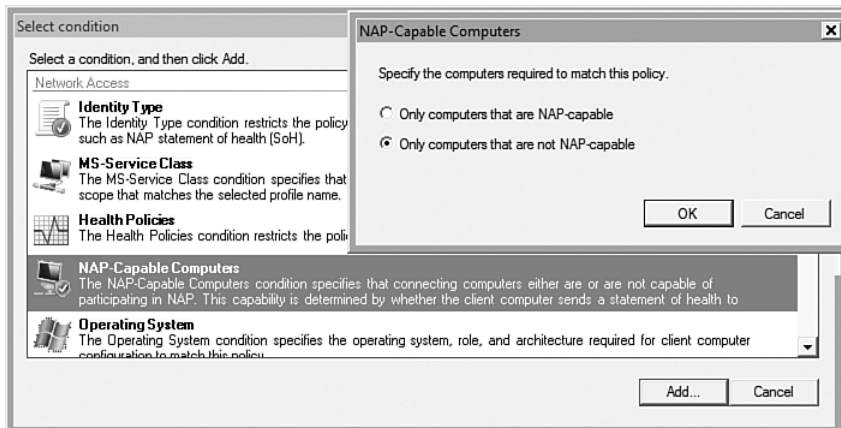 Select condition
Select a condition, and then click Add.
Network Access
Identity Type
The Identity Type condition restricts the policy
such as NAP statement of health (SoH).
MS-Service Class
The MS-Service Class condition specifies that
scope that matches the selected profile name.
Health Policies
The Health Policies condition restricts the poli
NAP-Capable Computers
The NAP-Capable Computers condition specifies that connecting computers either are or are not capable of
participating in NAP. This capability is determined by whether the client computer sends a statement of health to
Operating System
The Operating System condition specifies the operating system, role, and architecture required for client computer
configuration to match this policy.
Add...
Cancel
NAP-Capable Computers
Specify the computers required to match this policy.
Only computers that are NAP-capable
Only computers that are not NAP-capable
OK
Cancel